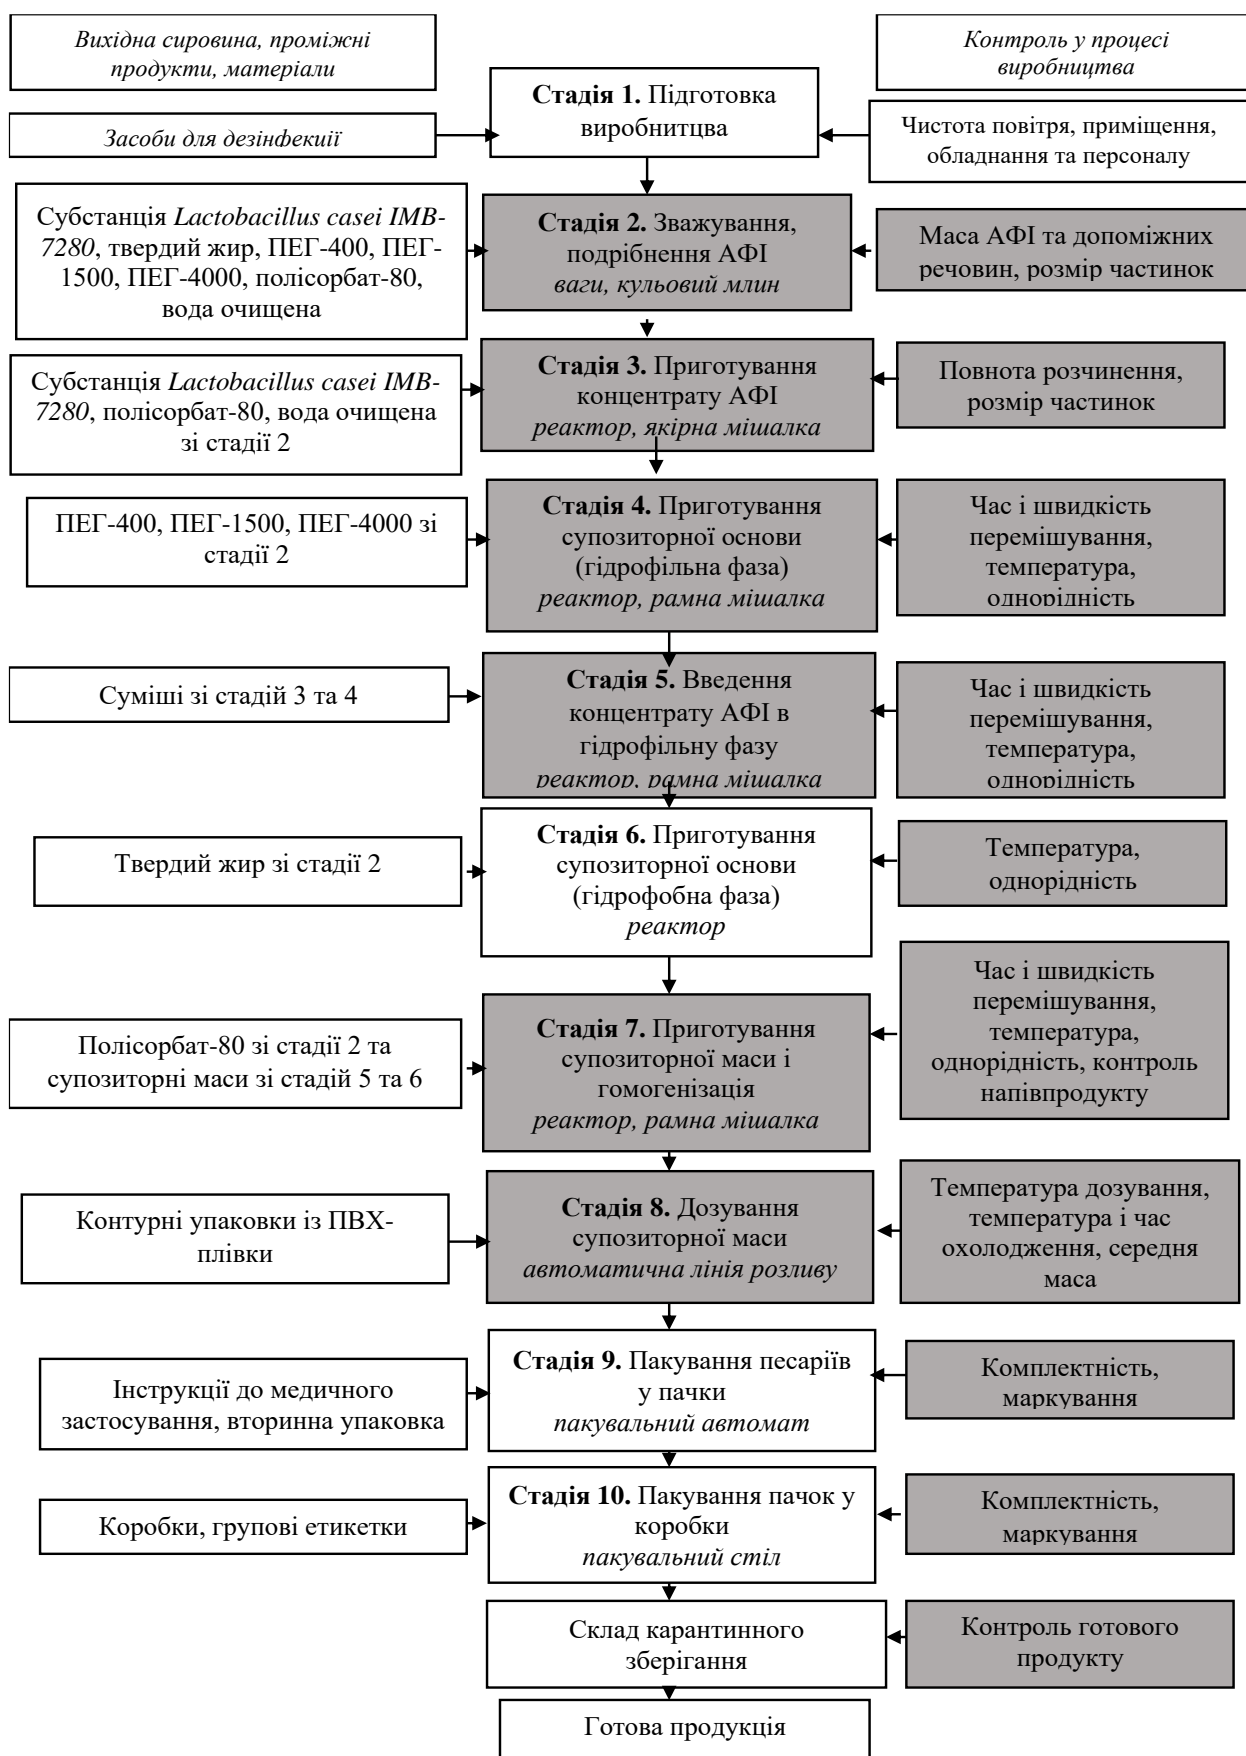 Вихідна сировина, проміжні
продукти, матеріали
Контроль у процесі
виробництва
Засоби для дезінфекції
Стадія 1. Підготовка
виробнитцва
Чистота повітря, приміщення,
обладнання та персоналу
Субстанція Lactobacillus casei IMB-
7280, твердий жир, ПЕГ-400, ПЕГ-
1500, ПЕГ-4000, полісорбат-80,
вода очищена
Стадія 2. Зважування,
подрібнення АФІ
ваги, кульовий млин
Маса АФІ та допоміжних
речовин, розмір частинок
Субстанція Lactobacillus casei IMB-
7280, полісорбат-80, вода очищена
зі стадії 2
Стадія 3. Приготування
концентрату АФІ
реактор, якірна мішалка
Повнота розчинення,
розмір частинок
ПЕГ-400, ПЕГ-1500, ПЕГ-4000 зі
стадії 2
Стадія 4. Приготування
супозиторної основи
(гідрофільна фаза)
реактор, рамна мішалка
Час і швидкість
перемішування,
температура,
однорідність
Суміші зі стадій 3 та 4
Стадія 5. Введення
концентрату АФІ в
гідрофільну фазу
реактор, рамна мішалка
Час і швидкість
перемішування,
температура,
однорідність
Твердий жир зі стадії 2
Стадія 6. Приготування
супозиторної основи
(гідрофобна фаза)
реактор
Температура,
однорідність
Полісорбат-80 зі стадії 2 та
супозиторні маси зі стадій 5 та 6
Стадія 7. Приготування
супозиторної маси і
гомогенізація
реактор, рамна мішалка
Час і швидкість
перемішування,
температура,
однорідність, контроль
напівпродукту
Контурні упаковки із ПВХ-
плівки
Стадія 8. Дозування
супозиторної маси
автоматична лінія розливу
Температура дозування,
температура і час
охолодження, середня
маса
Інструкції до медичного
застосування, вторинна упаковка
Стадія 9. Пакування песаріїв
у пачки
пакувальний автомат
Комплектність,
маркування
Коробки, групові етикетки
Стадія 10. Пакування пачок у
коробки
пакувальний стіл
Комплектність,
маркування
Склад карантинного
зберігання
Контроль готового
продукту
Готова продукція